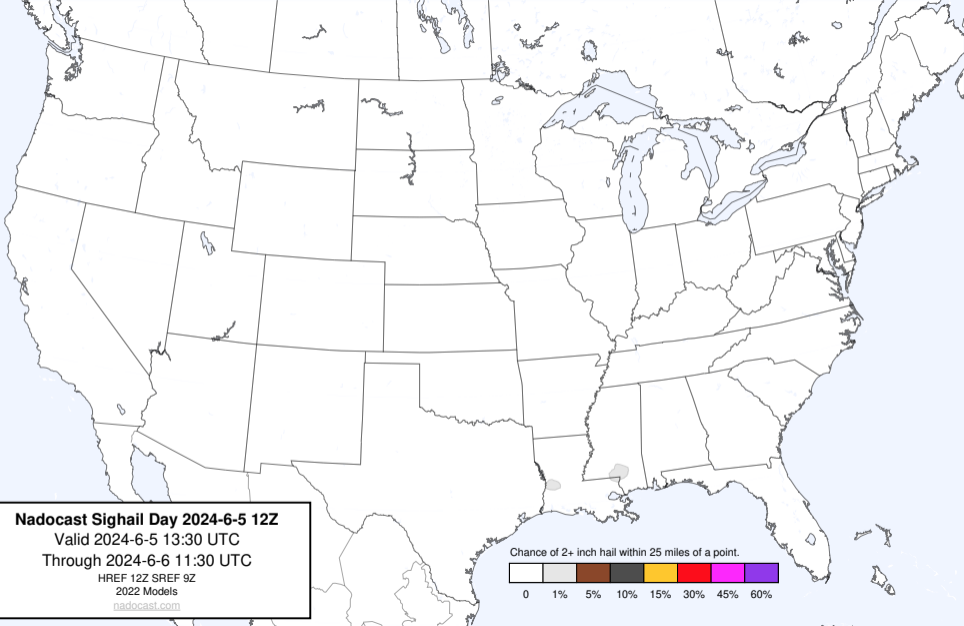 Nadocast Sighail Day 2024-6-5 12Z
Valid 2024-6-5 13:30 UTC
Through 2024-6-6 11:30 UTC
HREF 12Z SREF 9Z
2022 Models
nadocast.com
Chance of 2+ inch hail within 25 miles of a point.
0 1% 5% 10% 15% 30% 45% 60%